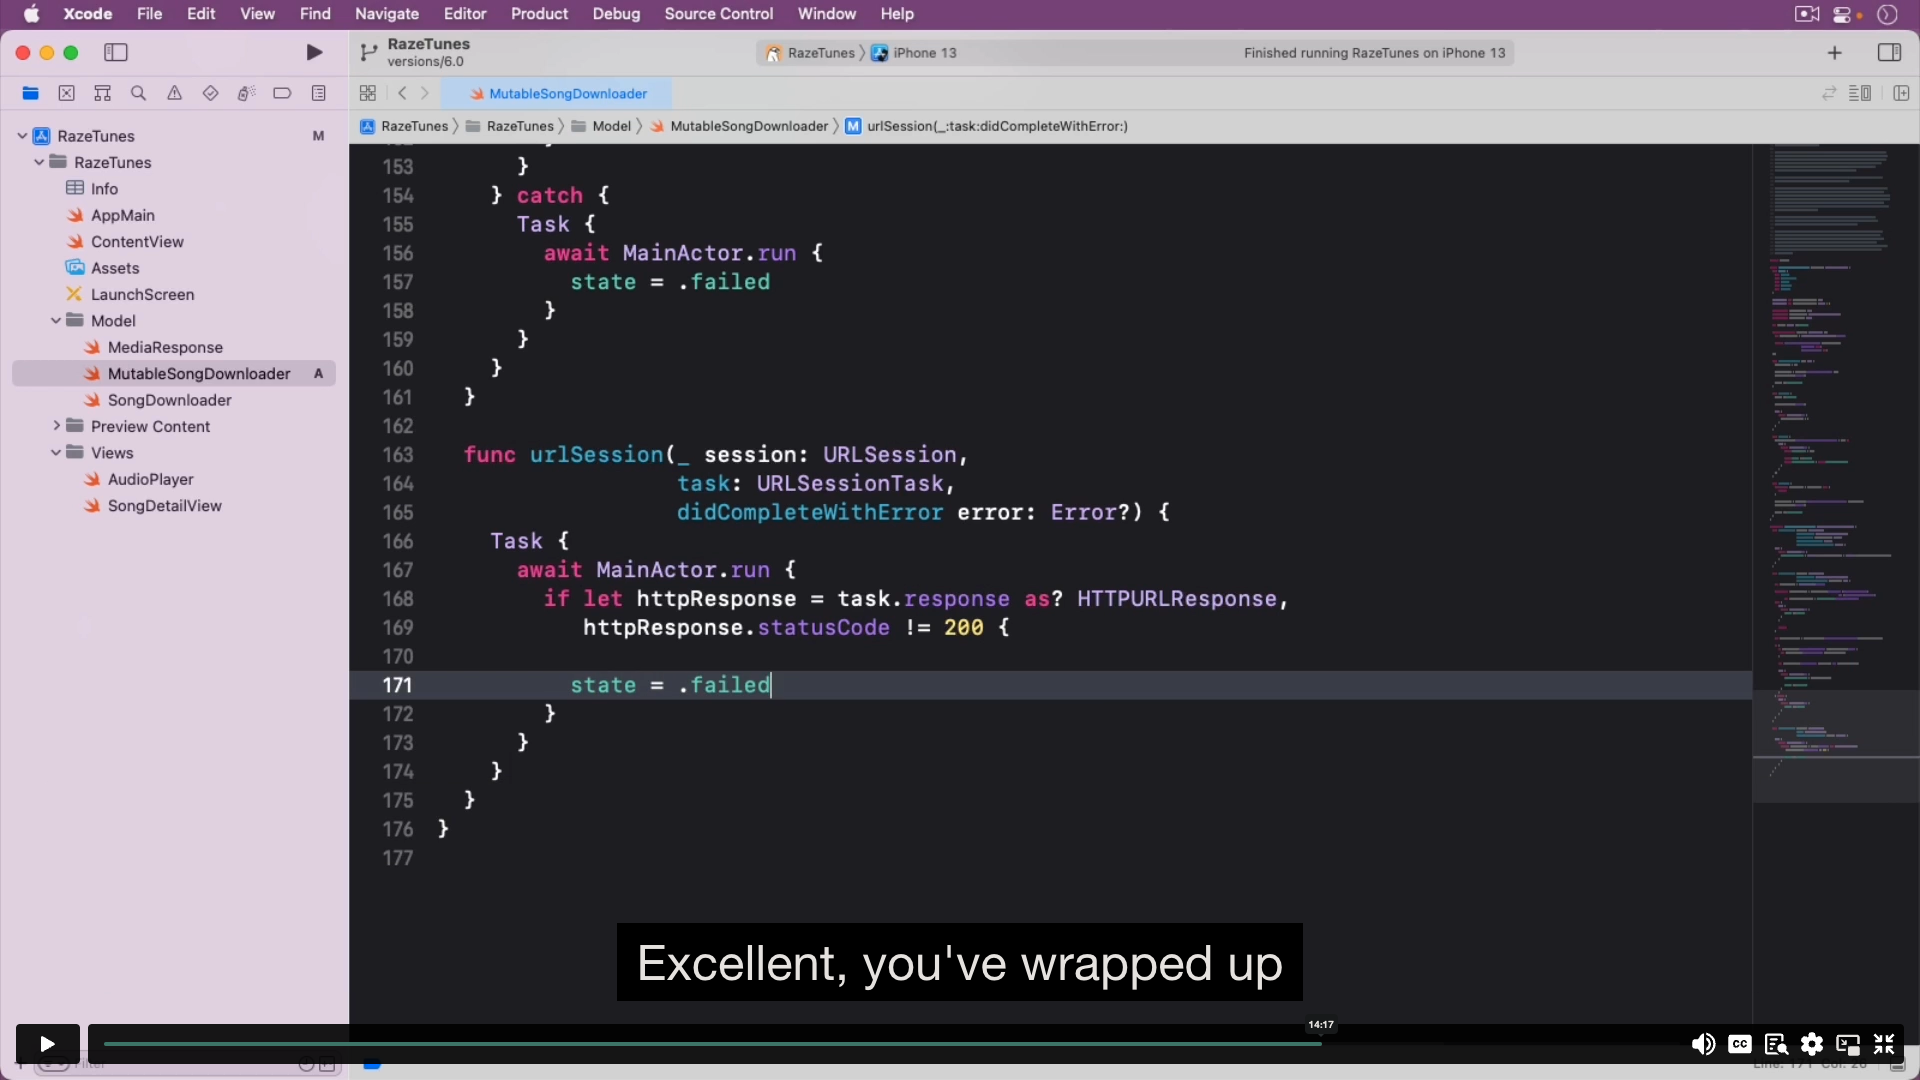 Xcode File Edit View Find Navigate Editor Product Debug Source Control Window Help
RazeTunes
versions/6.0
RazeTunes iPhone 13
Finished running RazeTunes on iPhone 13
MutableSongDownloader
RazeTunes RazeTunes Model MutableSongDownloader M urlSession(_:task:didCompleteWithError:)
RazeTunes M
RazeTunes
Info
AppMain
ContentView
Assets
LaunchScreen
Model
MediaResponse
MutableSongDownloader A
SongDownloader
Preview Content
Views
AudioPlayer
SongDetailView
153 }
154 } catch {
155 Task {
156 await MainActor.run {
157 state = .failed
158 }
159 }
160 }
161 }
162
163 func urlSession(_ session: URLSession,
164 task: URLSessionTask,
165 didCompleteWithError error: Error?) {
166 Task {
167 await MainActor.run {
168 if let httpResponse = task.response as? HTTPURLResponse,
169 httpResponse.statusCode != 200 {
170
171 state = .failed
172 }
173 }
174 }
175 }
176 }
177
Excellent, you've wrapped up
14:17
CC
Filter